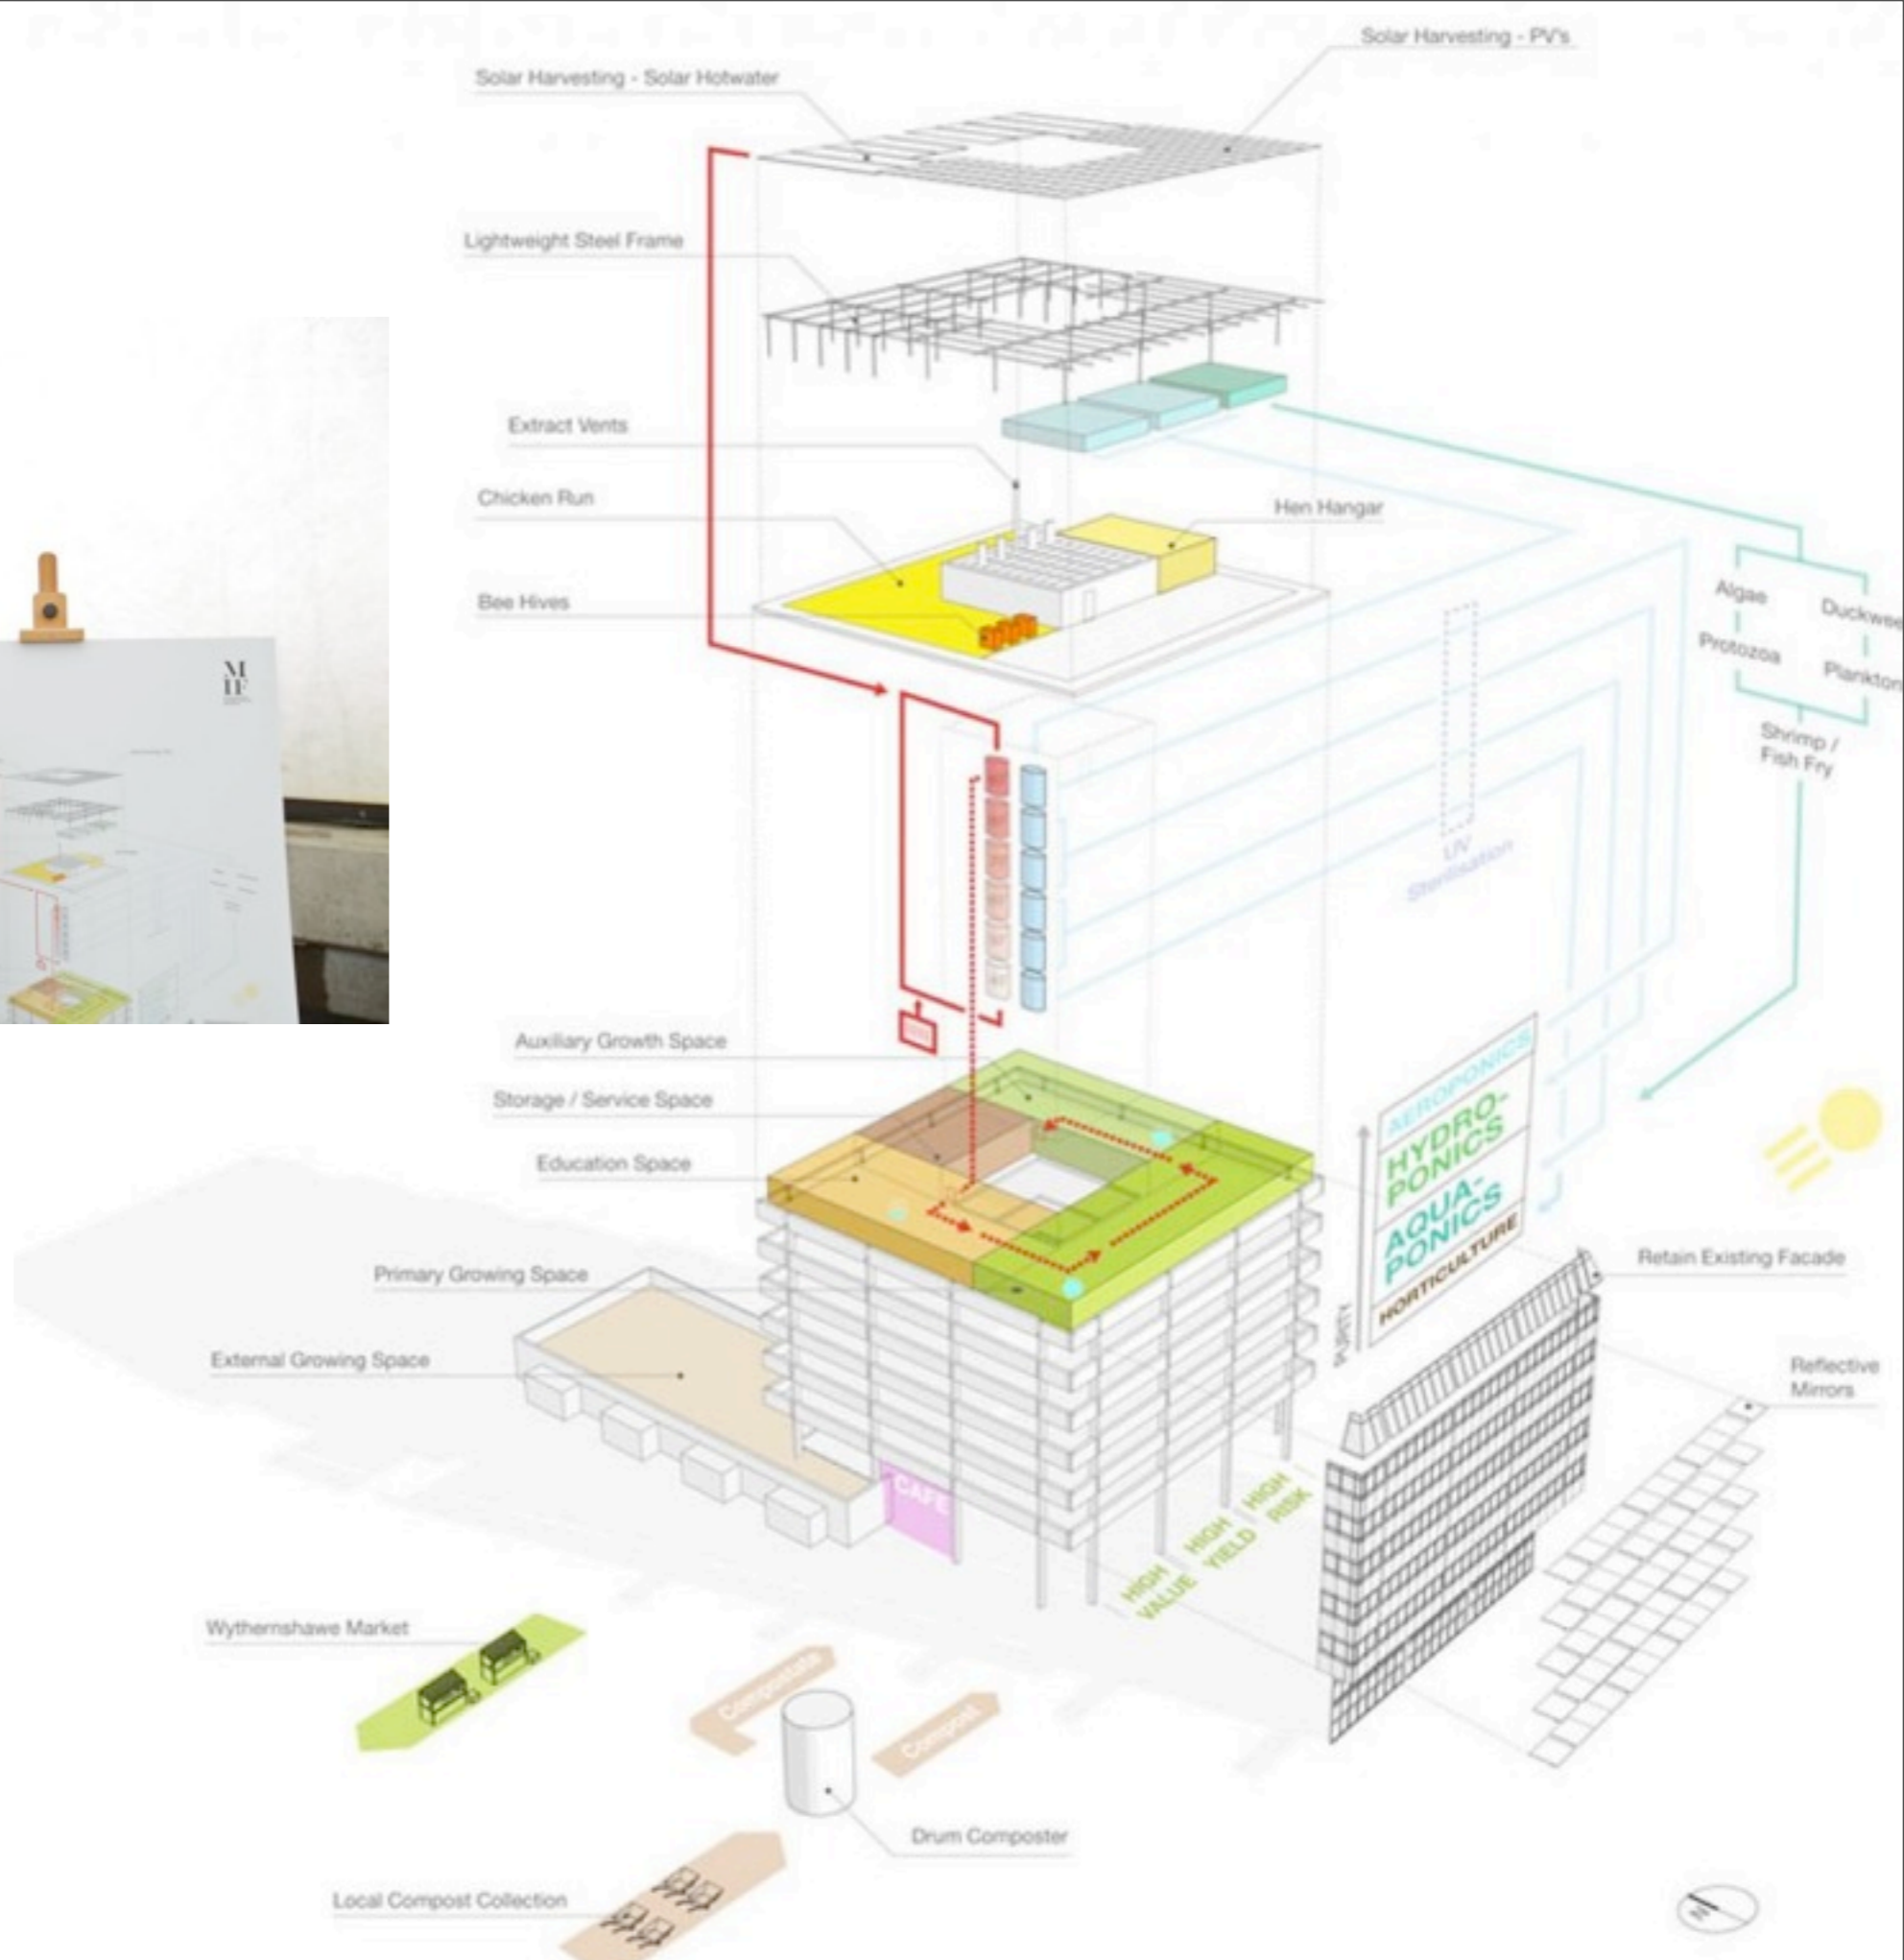 Solar Harvesting - PV's
Solar Harvesting - Solar Hotwater
Lightweight Steel Frame
Extract Vents
Chicken Run
Hen Hangar
Bee Hives
Algae
Duckwee
Protozoa
Plankton
Shrimp /
Fish Fry
UV
Sterilisation
M
IF
Auxiliary Growth Space
Storage / Service Space
Education Space
Primary Growing Space
External Growing Space
AEROPONICS
HYDRO-
PONICS
AQUA-
PONICS
HORTICULTURE
PURITY
Retain Existing Facade
Reflective
Mirrors
CAFE
HIGH
VALUE
HIGH
YIELD
HIGH
RISK
Wythernshawe Market
Compost
Drum Composter
Local Compost Collection
N